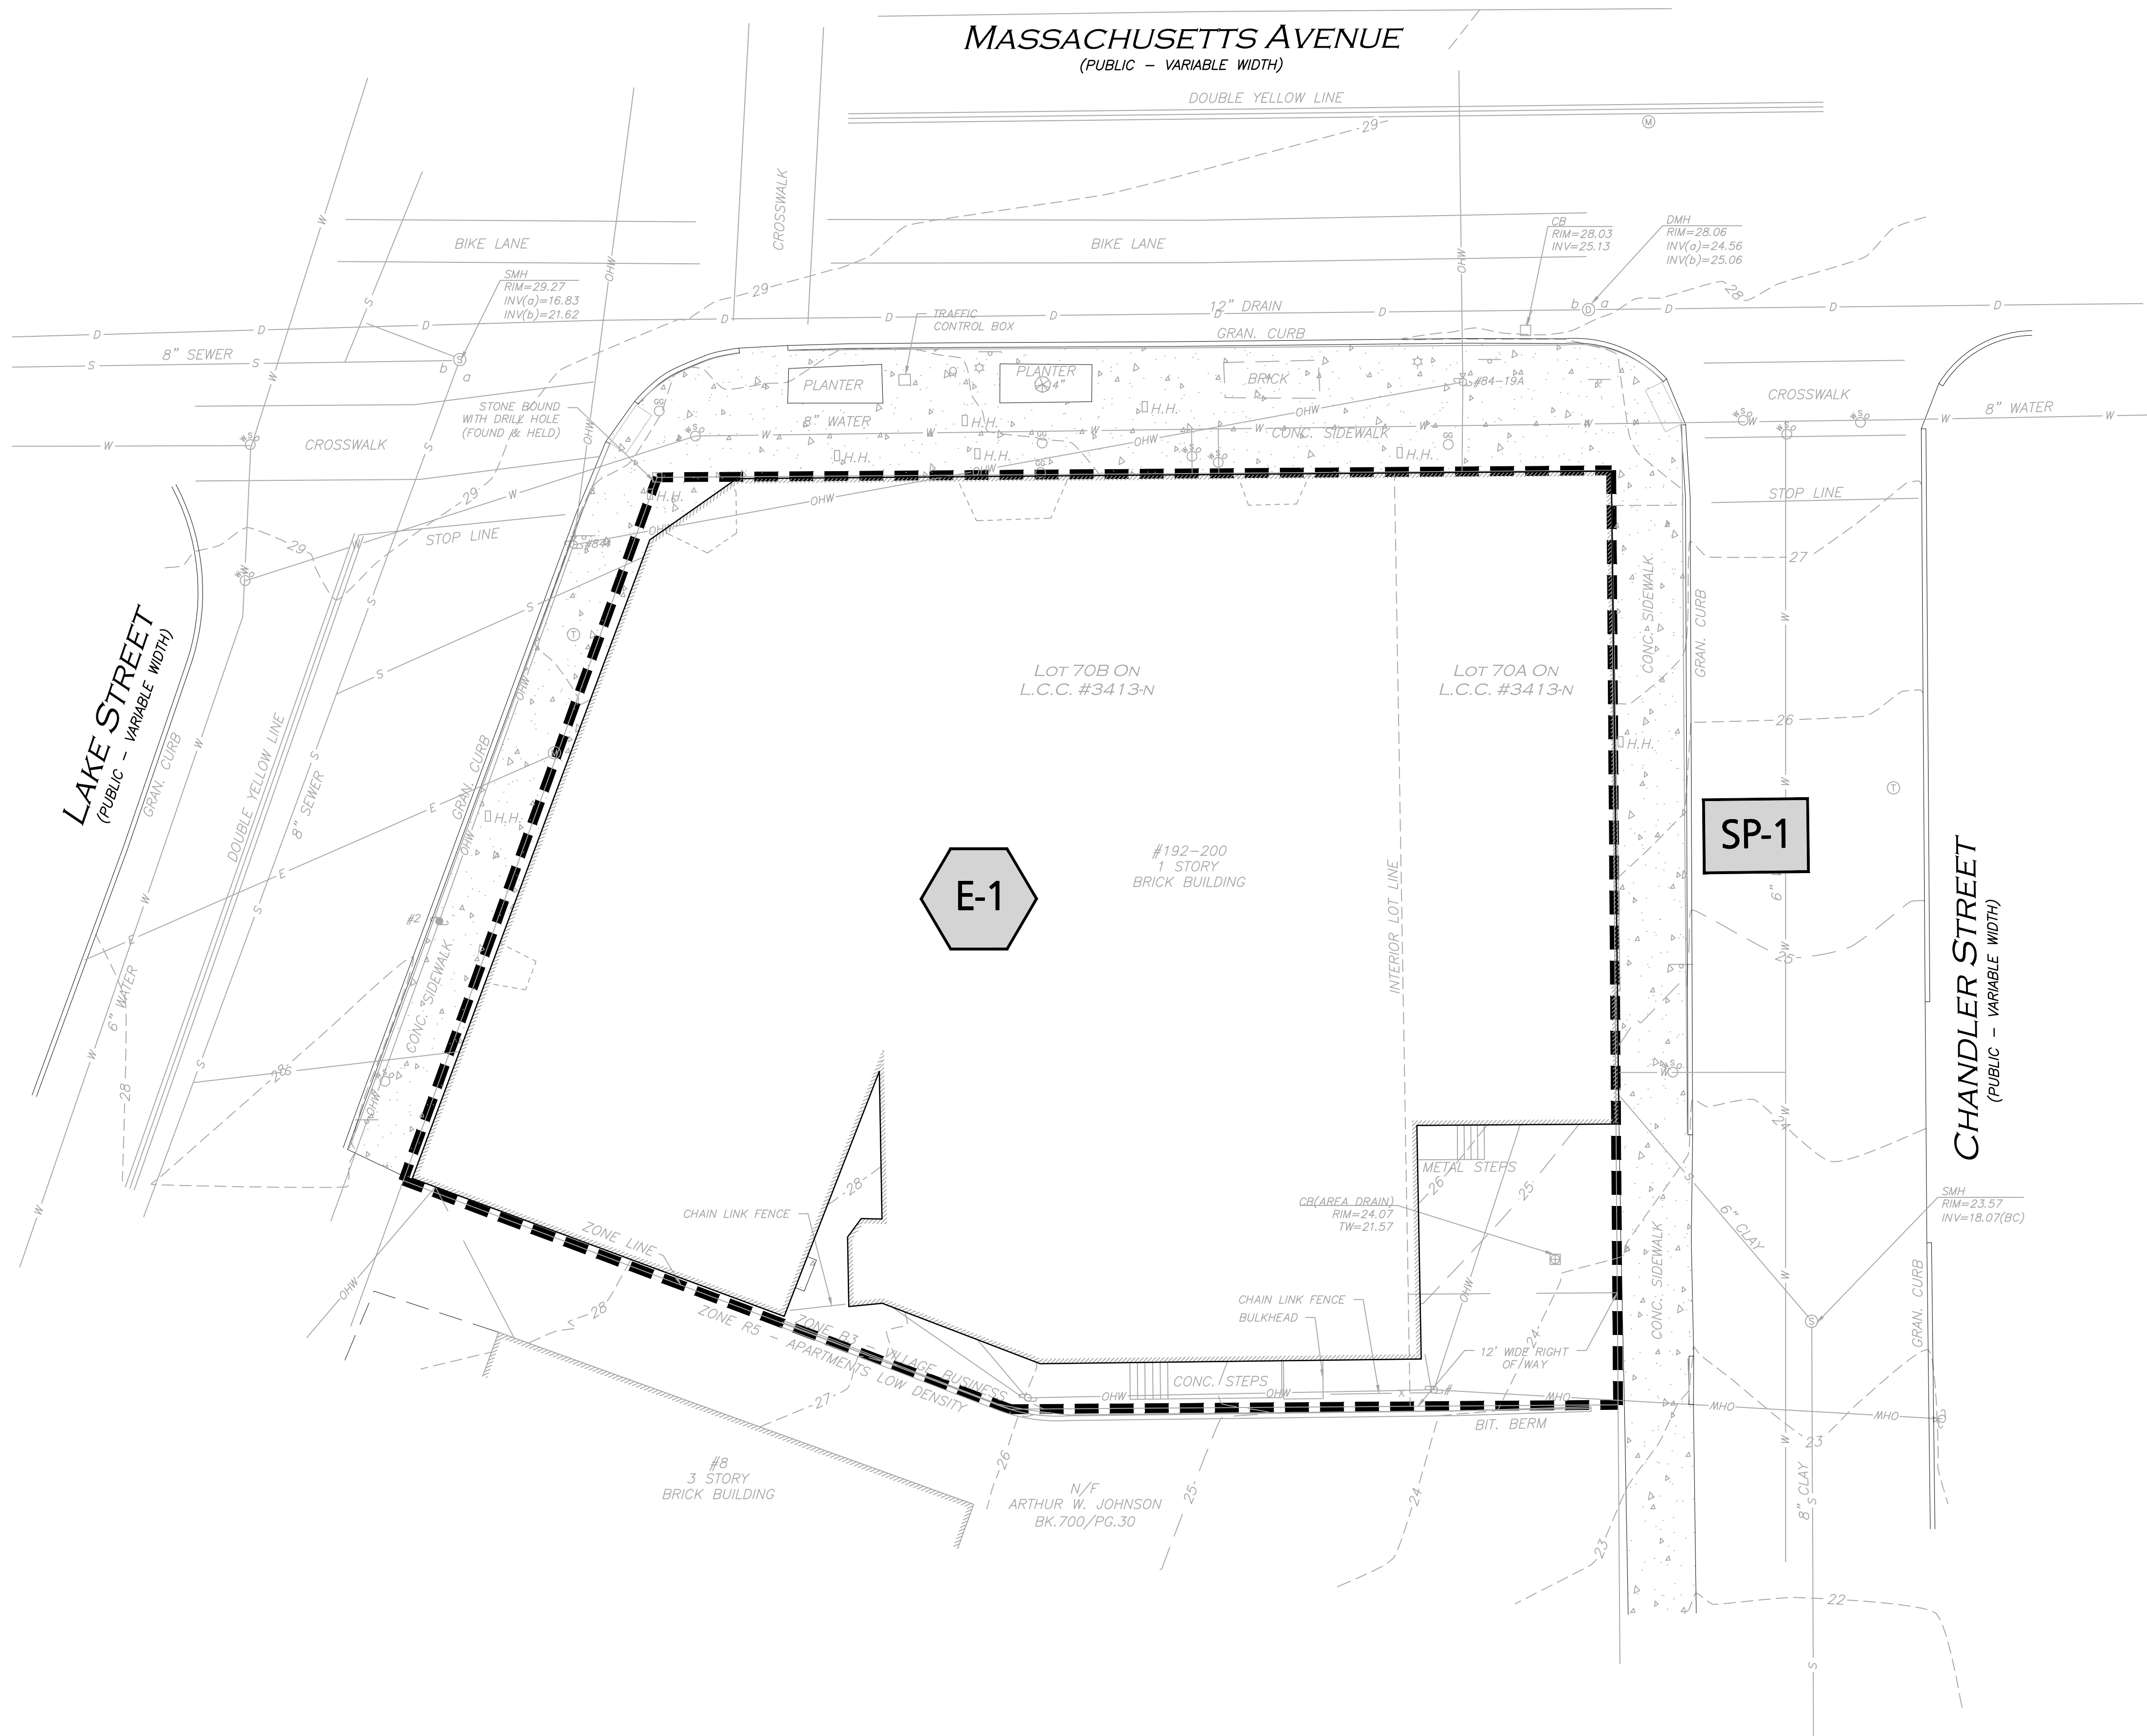 MASSACHUSETTS AVENUE
(PUBLIC - VARIABLE WIDTH)
DOUBLE YELLOW LINE
29
M
CROSSWALK
BIKE LANE
BIKE LANE
CB
RIM=28.03
INV=25.13
DMH
RIM=28.06
INV(a)=24.56
INV(b)=25.06
SMH
RIM=29.27
INV(a)=16.83
INV(b)=21.62
29
28
12" DRAIN
GRAN. CURB
b
a
D
TRAFFIC
CONTROL BOX
8" SEWER
S
b
a
PLANTER
PLANTER
4"
BRICK
#84-19A
CROSSWALK
8" WATER
STONE BOUND
WITH DRILL HOLE
(FOUND & HELD)
8" WATER
H.H.
H.H.
CONC. SIDEWALK
CROSSWALK
H.H.
H.H.
H.H.
H.H.
29
STOP LINE
STOP LINE
29
27
T
LAKE STREET
(PUBLIC - VARIABLE WIDTH)
GRAN. CURB
DOUBLE YELLOW LINE
8" SEWER
GRAN. CURB
LOT 70B ON
L.C.C. #3413-N
LOT 70A ON
L.C.C. #3413-N
CONC. SIDEWALK
GRAN. CURB
26
H.H.
T
H.H.
SP-1
#192-200
1 STORY
BRICK BUILDING
E-1
INTERIOR LOT LINE
CHANDLER STREET
(PUBLIC - VARIABLE WIDTH)
#2
6" WATER
CONC. SIDEWALK
25
28
28
24
METAL STEPS
28
26
25
CB(AREA DRAIN)
RIM=24.07
TW=21.57
CHAIN LINK FENCE
SMH
RIM=23.57
INV=18.07(BC)
6" CLAY
CONC. SIDEWALK
GRAN. CURB
ZONE LINE
28
CHAIN LINK FENCE
BULKHEAD
ZONE R3 - VILLAGE BUSINESS
ZONE R5 - APARTMENTS LOW DENSITY
12' WIDE RIGHT
OF WAY
24
CONC. STEPS
27
BIT. BERM
OHW
OHW
OHW
OHW
OHW
23
#8
3 STORY
BRICK BUILDING
26
N/F
ARTHUR W. JOHNSON
BK.700/PG.30
25
24
8" CLAY
23
22